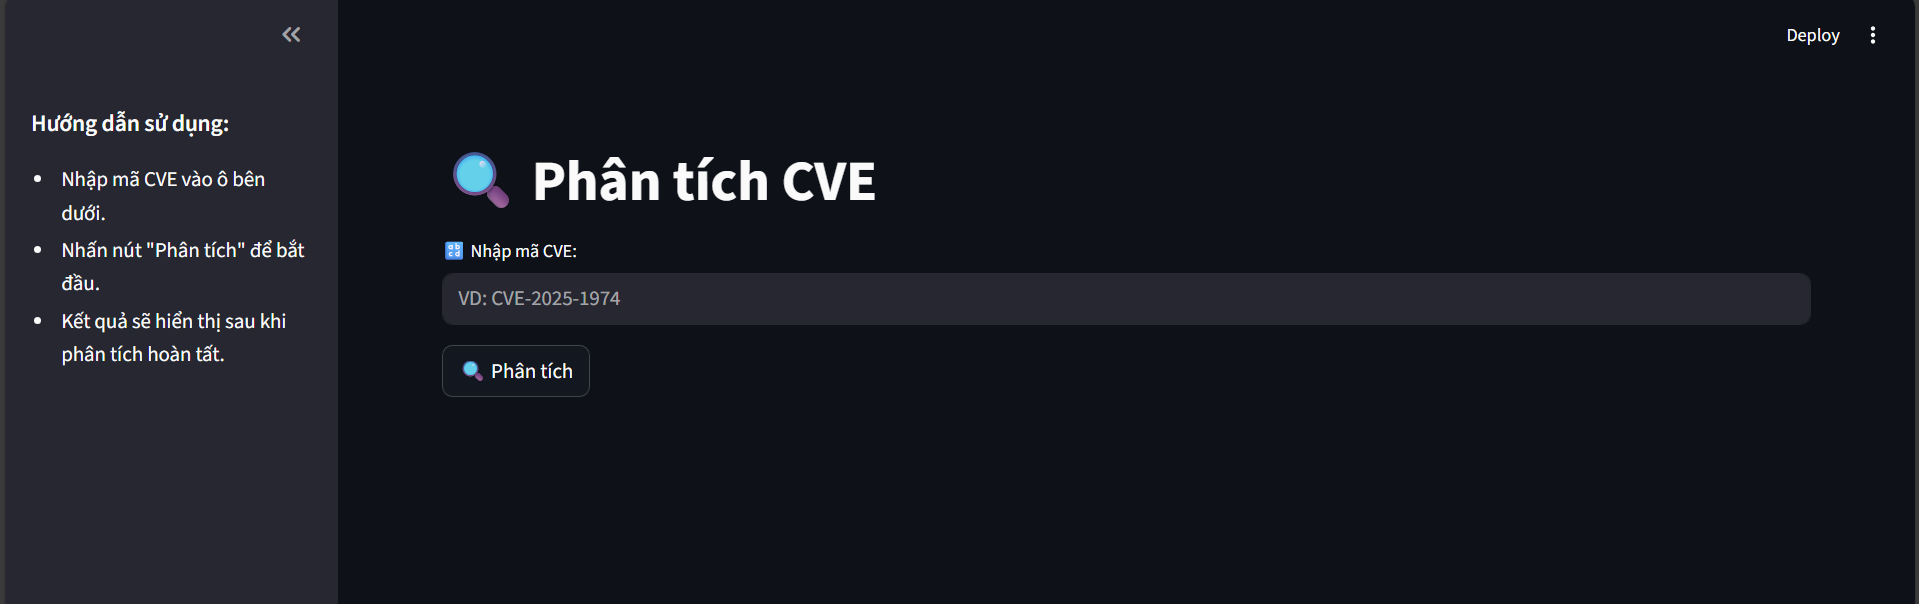 Deploy
Hướng dẫn sử dụng:
Nhập mã CVE vào ô bên
dưới.
Nhấn nút "Phân tích" để bắt
đầu.
Kết quả sẽ hiển thị sau khi
phân tích hoàn tất.
Phân tích CVE
Nhập mã CVE:
VD: CVE-2025-1974
Phân tích